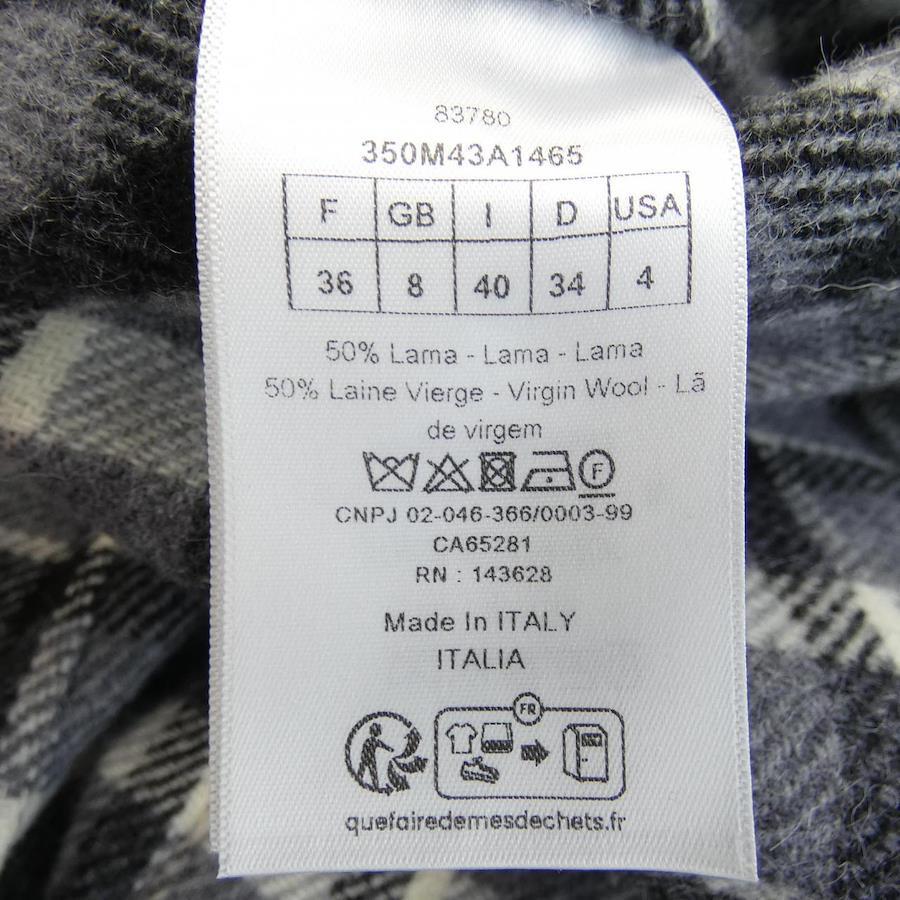 83780
350M43A1465
F GB I D USA
36 8 40 34 4
50% Lama - Lama - Lama
50% Laine Vierge - Virgin Wool - Lã
de virgem
F
CNPJ 02-046-366/0003-99
CA65281
RN : 143628
Made In ITALY
ITALIA
FR
quefairedemesdechets.fr